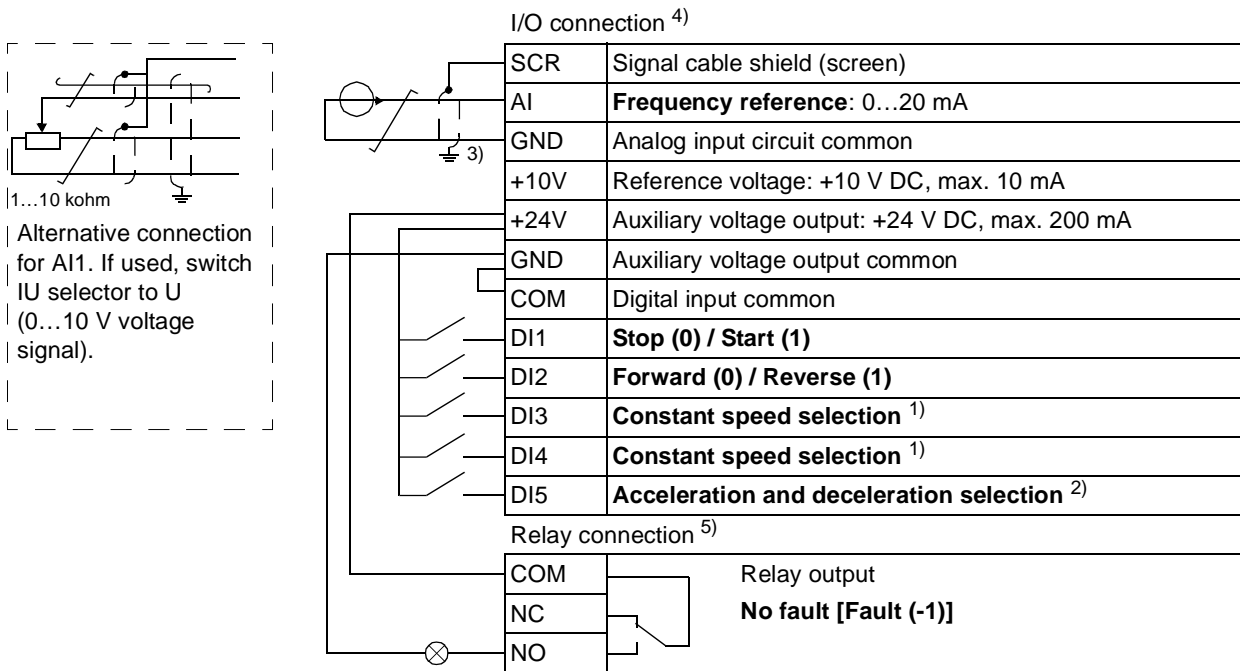 I/O connection 4)
SCR Signal cable shield (screen)
AI Frequency reference: 0…20 mA
GND Analog input circuit common
3)
+10V Reference voltage: +10 V DC, max. 10 mA
+24V Auxiliary voltage output: +24 V DC, max. 200 mA
GND Auxiliary voltage output common
COM Digital input common
DI1 Stop (0) / Start (1)
DI2 Forward (0) / Reverse (1)
DI3 Constant speed selection 1)
DI4 Constant speed selection 1)
DI5 Acceleration and deceleration selection 2)
1…10 kohm
Alternative connection
for AI1. If used, switch
IU selector to U
(0…10 V voltage
signal).
Relay connection 5)
COM Relay output
NC No fault [Fault (-1)]
NO